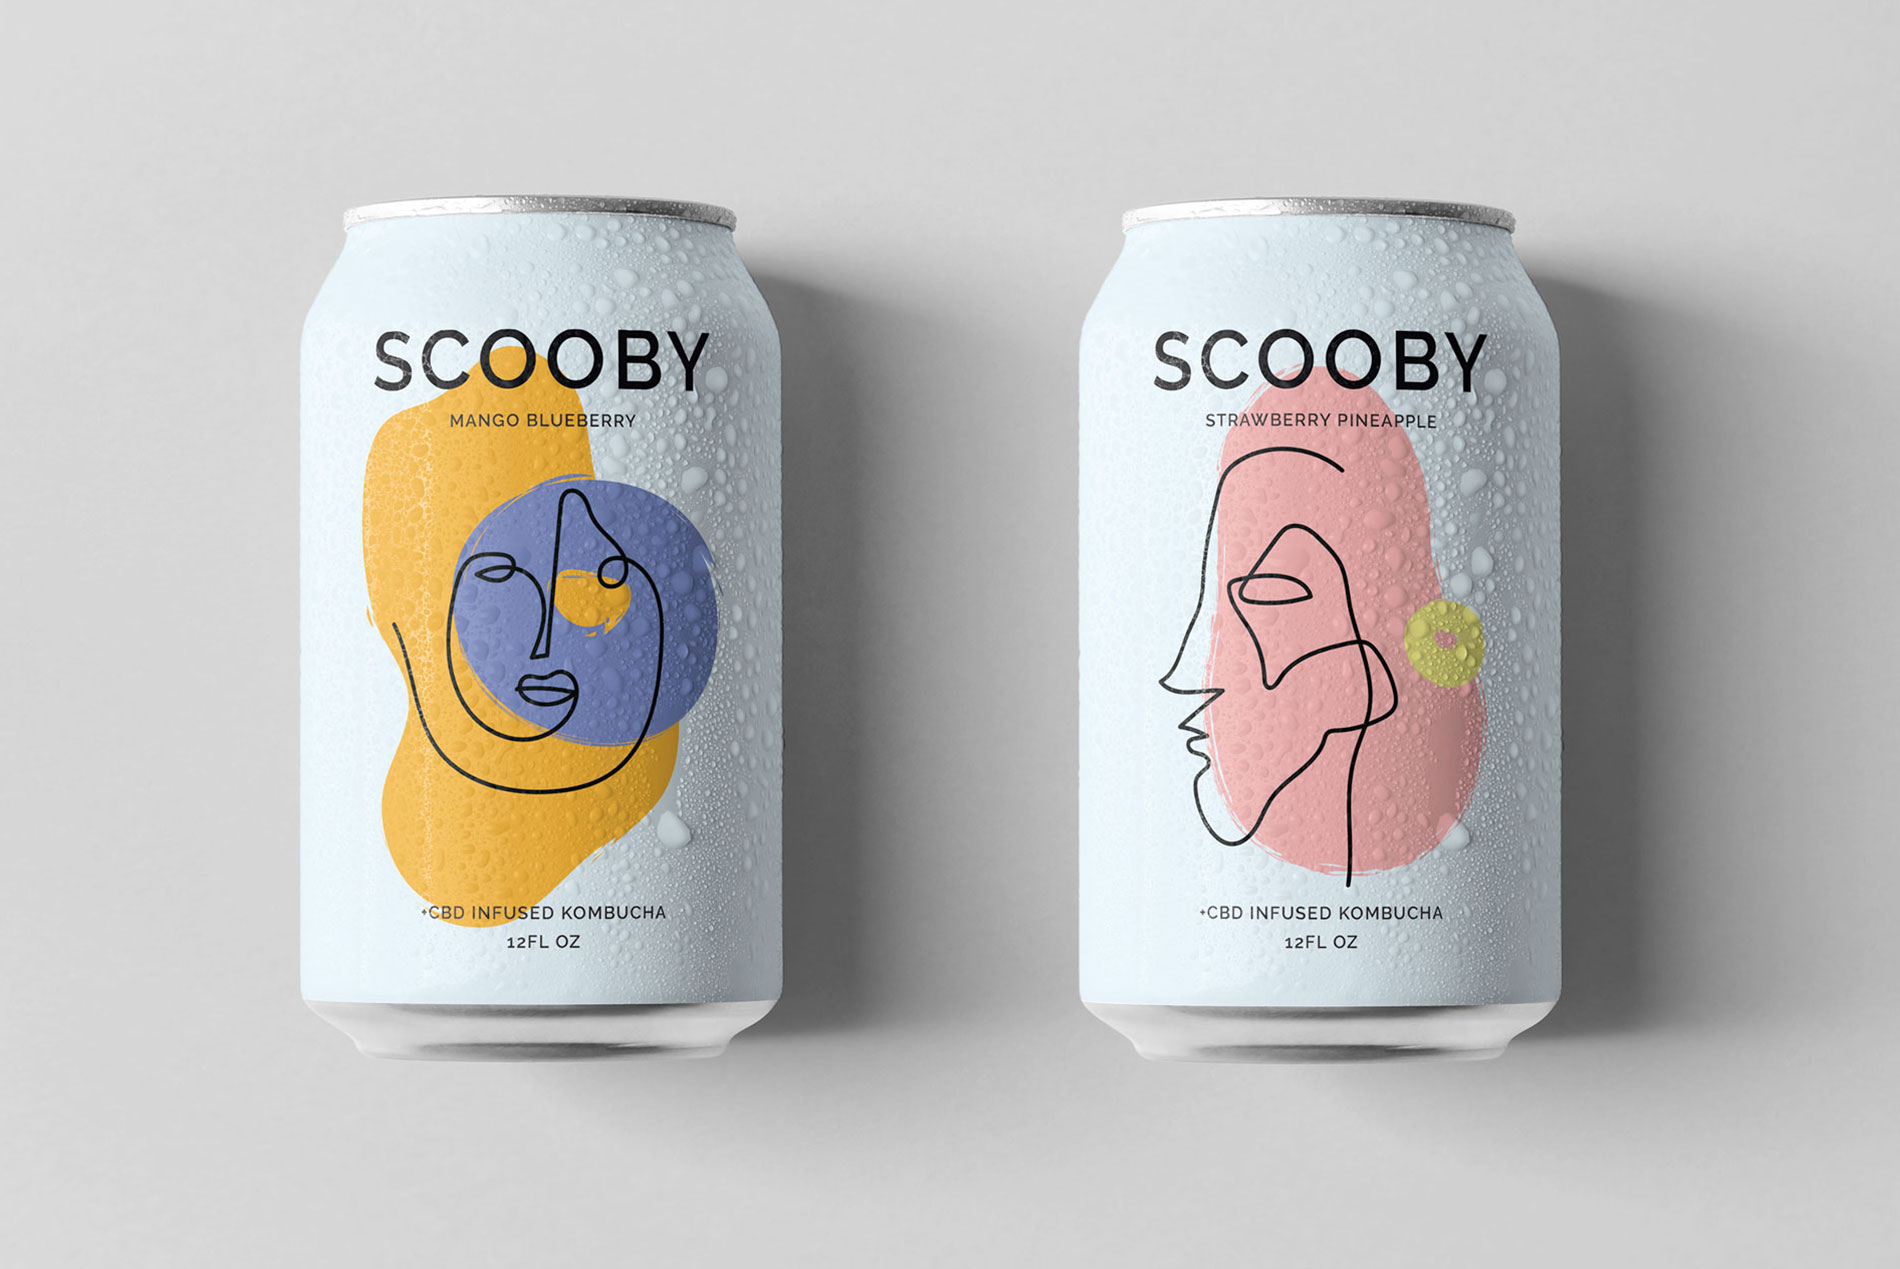 SCOOBY
MANGO BLUEBERRY
+CBD INFUSED KOMBUCHA
12FL OZ
SCOOBY
STRAWBERRY PINEAPPLE
+CBD INFUSED KOMBUCHA
12FL OZ